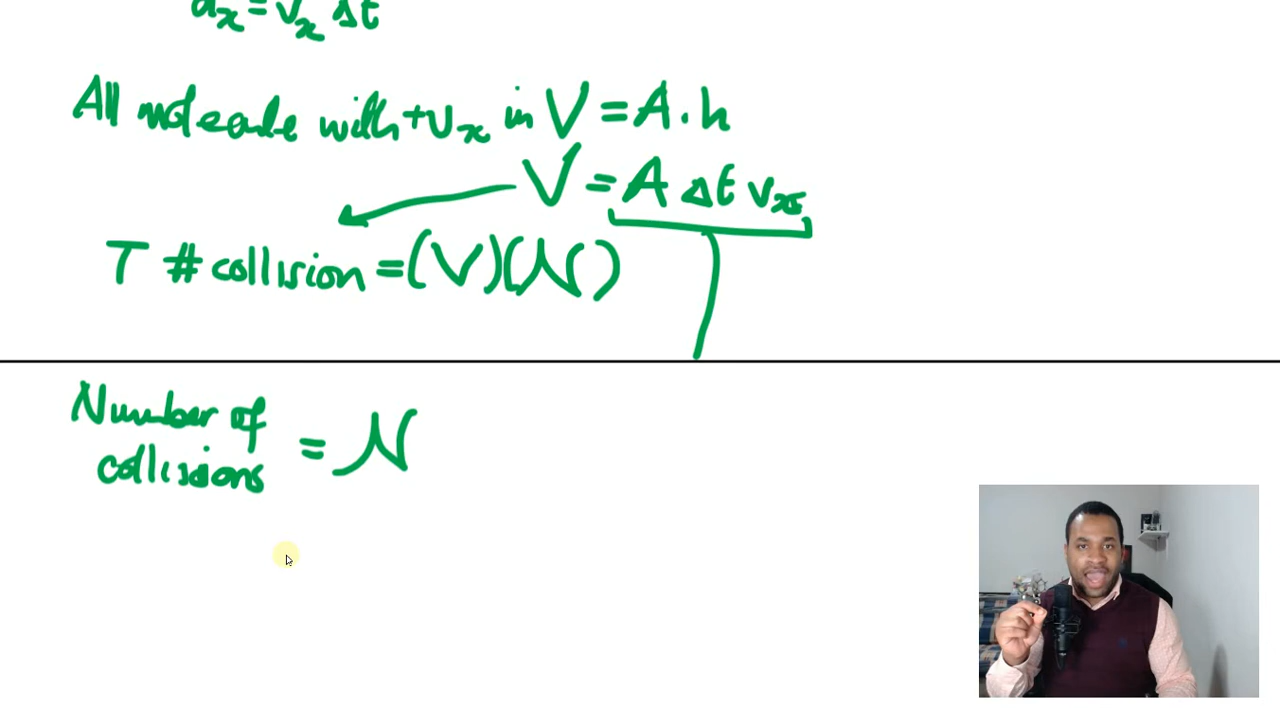 dx = vx Δt
All molecule with +vx in V = A.h
V = A Δt vx
T # collision = (V)(N)
Number of
collisions = N